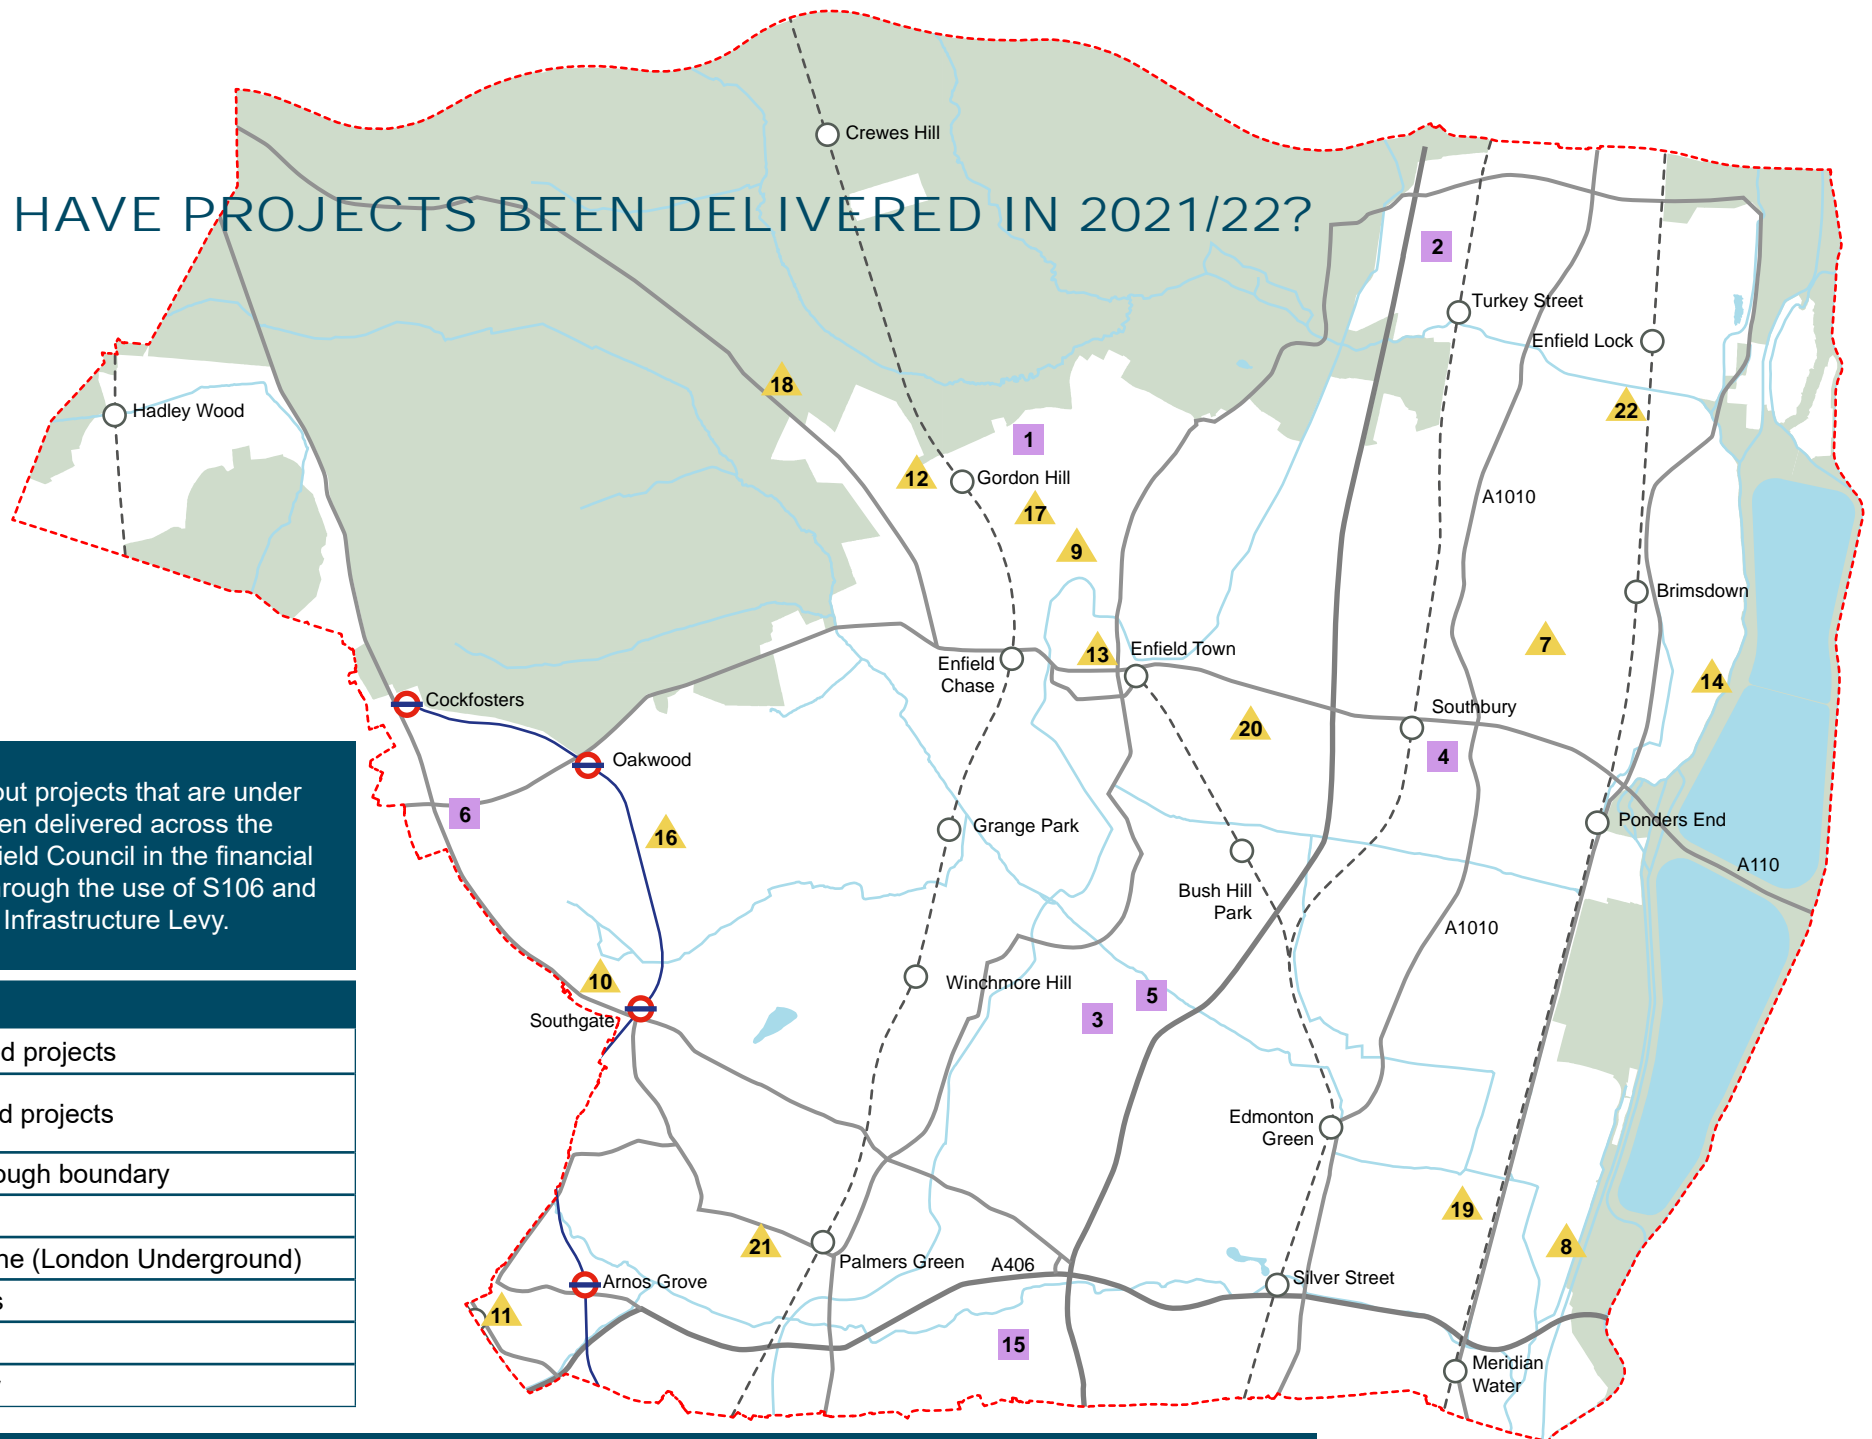 HAVE PROJECTS BEEN DELIVERED IN 2021/22?
Crewes Hill
2
Turkey Street
Enfield Lock
18
22
Hadley Wood
1
12
Gordon Hill
17
A1010
9
Brimsdown
7
13
Enfield Town
Enfield
Chase
14
Cockfosters
20
Southbury
4
Oakwood
out projects that are under
en delivered across the
field Council in the financial
hrough the use of S106 and
Infrastructure Levy.
6
16
Grange Park
Ponders End
A110
Bush Hill
Park
A1010
10
Winchmore Hill
5
3
Southgate
d projects
d projects
ough boundary
ne (London Underground)
s
Edmonton
Green
19
21
8
Palmers Green
A406
Arnos Grove
Silver Street
11
15
Meridian
Water